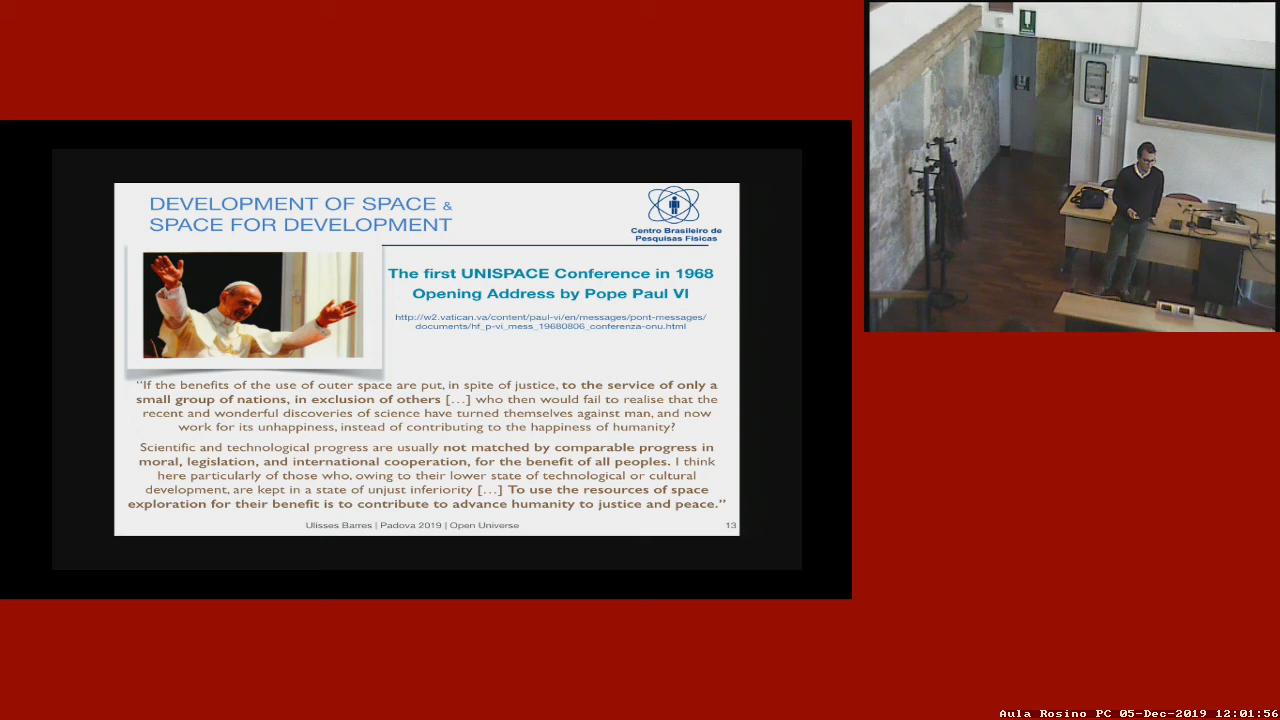 DEVELOPMENT OF SPACE &
SPACE FOR DEVELOPMENT
Centro Brasileiro de
Pesquisas Físicas
The first UNISPACE Conference in 1968
Opening Address by Pope Paul VI
http://w2.vatican.va/content/paul-vi/en/messages/pont-messages/
documents/hf_p-vi_mess_19680806_conferenza-onu.html
“If the benefits of the use of outer space are put, in spite of justice, to the service of only a
small group of nations, in exclusion of others […] who then would fail to realise that the
recent and wonderful discoveries of science have turned themselves against man, and now
work for its unhappiness, instead of contributing to the happiness of humanity?
Scientific and technological progress are usually not matched by comparable progress in
moral, legislation, and international cooperation, for the benefit of all peoples. I think
here particularly of those who, owing to their lower state of technological or cultural
development, are kept in a state of unjust inferiority […] To use the resources of space
exploration for their benefit is to contribute to advance humanity to justice and peace.”
Ulisses Barres | Padova 2019 | Open Universe
13
Aula Rosino PC 05-Dec-2019 12:01:56